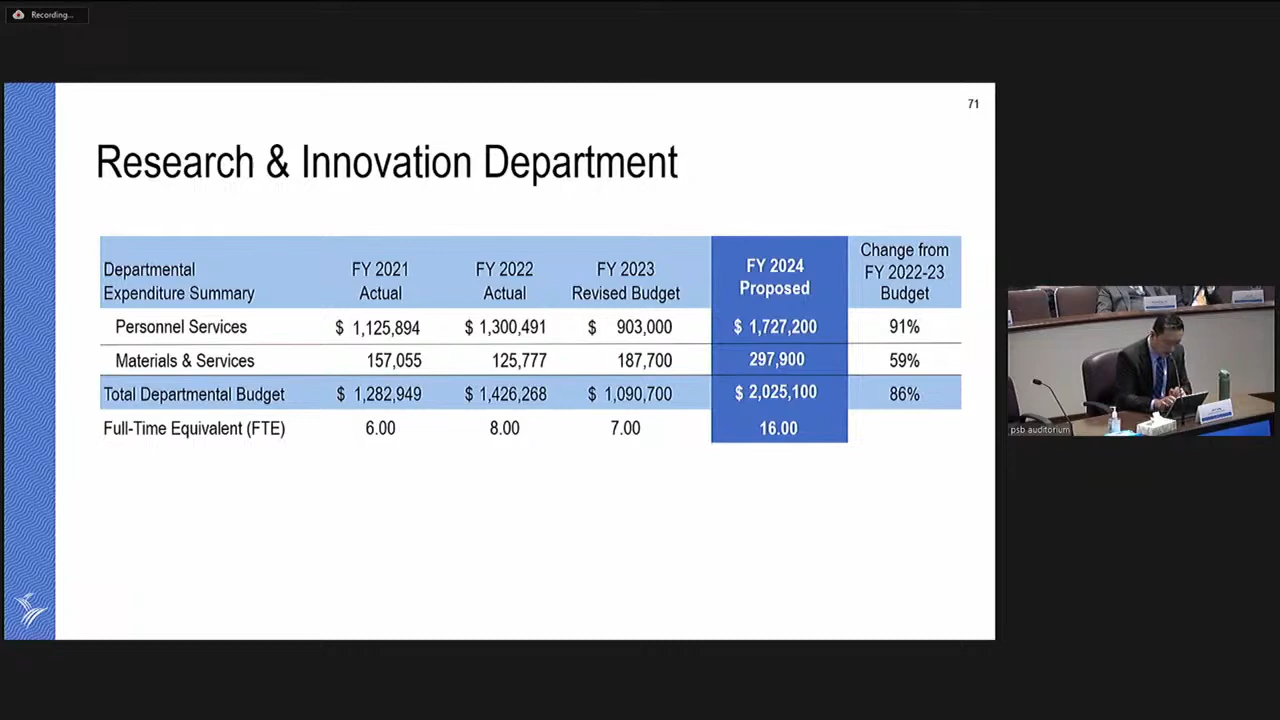 Recording...
71
Research & Innovation Department
Departmental Expenditure Summary FY 2021 Actual FY 2022 Actual FY 2023 Revised Budget FY 2024 Proposed Change from FY 2022-23 Budget
Personnel Services $ 1,125,894 $ 1,300,491 $ 903,000 $ 1,727,200 91%
Materials & Services 157,055 125,777 187,700 297,900 59%
Total Departmental Budget $ 1,282,949 $ 1,426,268 $ 1,090,700 $ 2,025,100 86%
Full-Time Equivalent (FTE) 6.00 8.00 7.00 16.00
psb auditorium